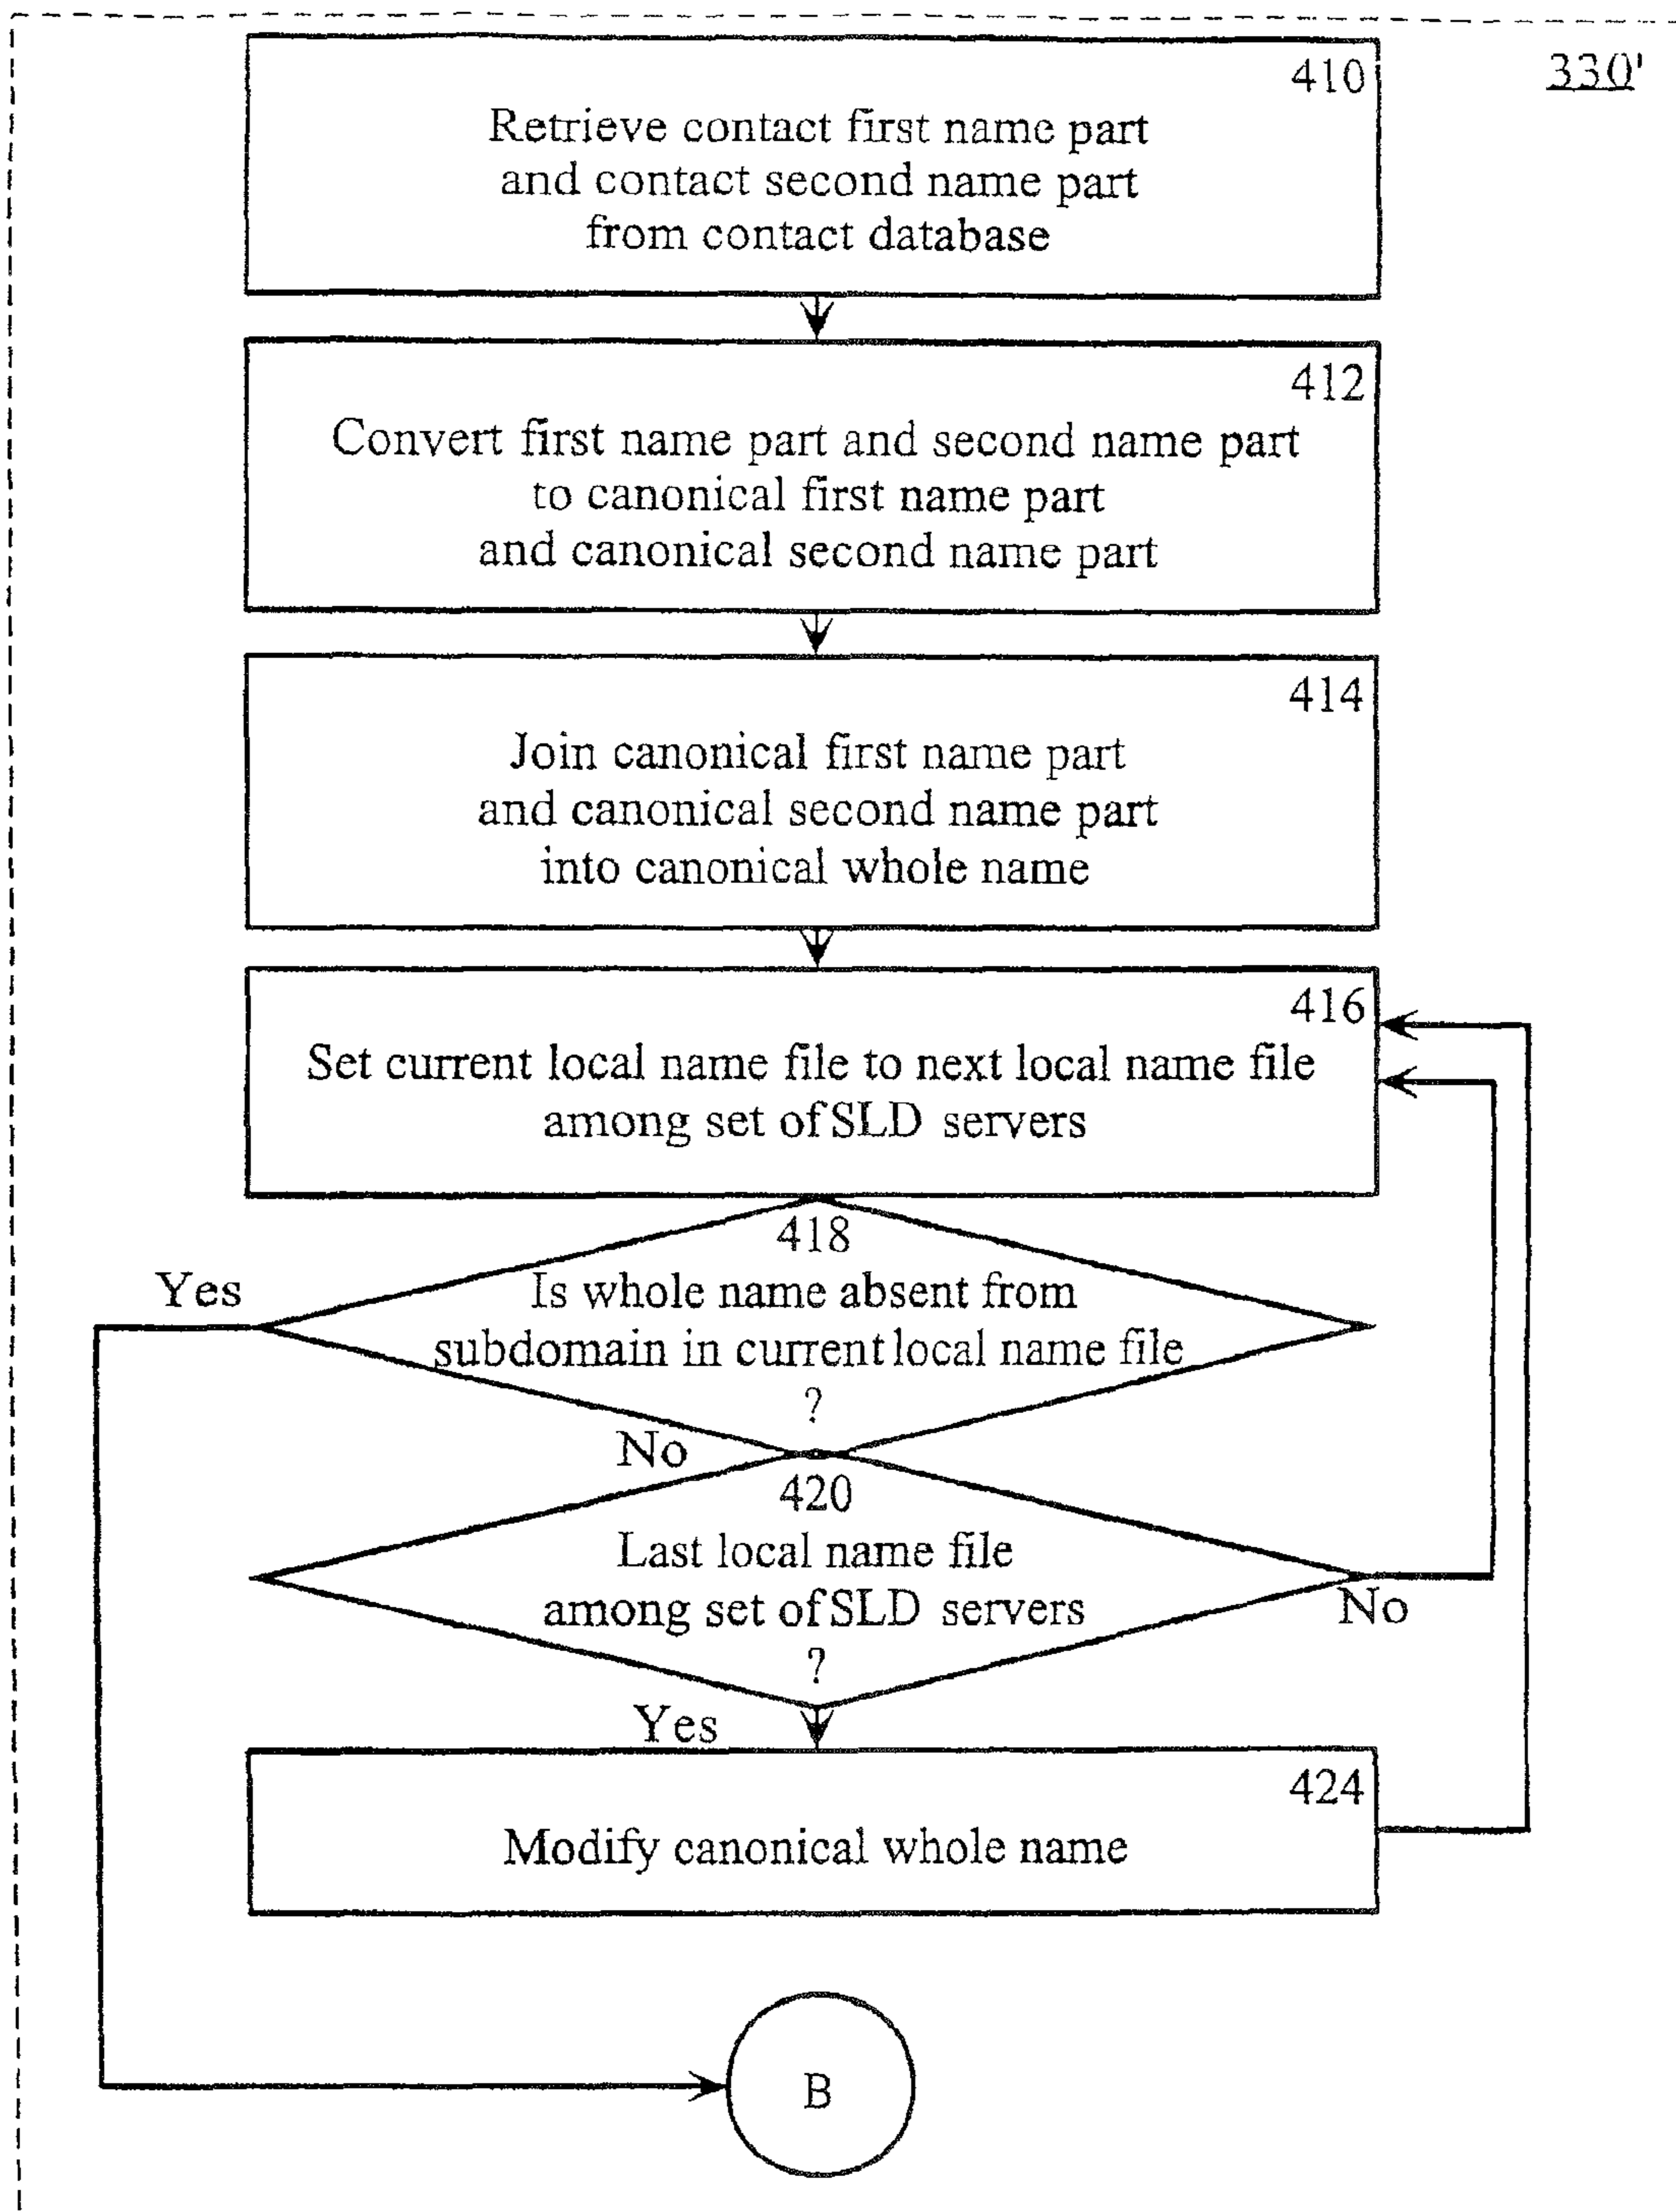 330'
410
Retrieve contact first name part
and contact second name part
from contact database
412
Convert first name part and second name part
to canonical first name part
and canonical second name part
414
Join canonical first name part
and canonical second name part
into canonical whole name
416
Set current local name file to next local name file
among set of SLD servers
418
Yes
Is whole name absent from
subdomain in current local name file
?
No
420
Last local name file
among set of SLD servers
No
?
Yes
424
Modify canonical whole name
B